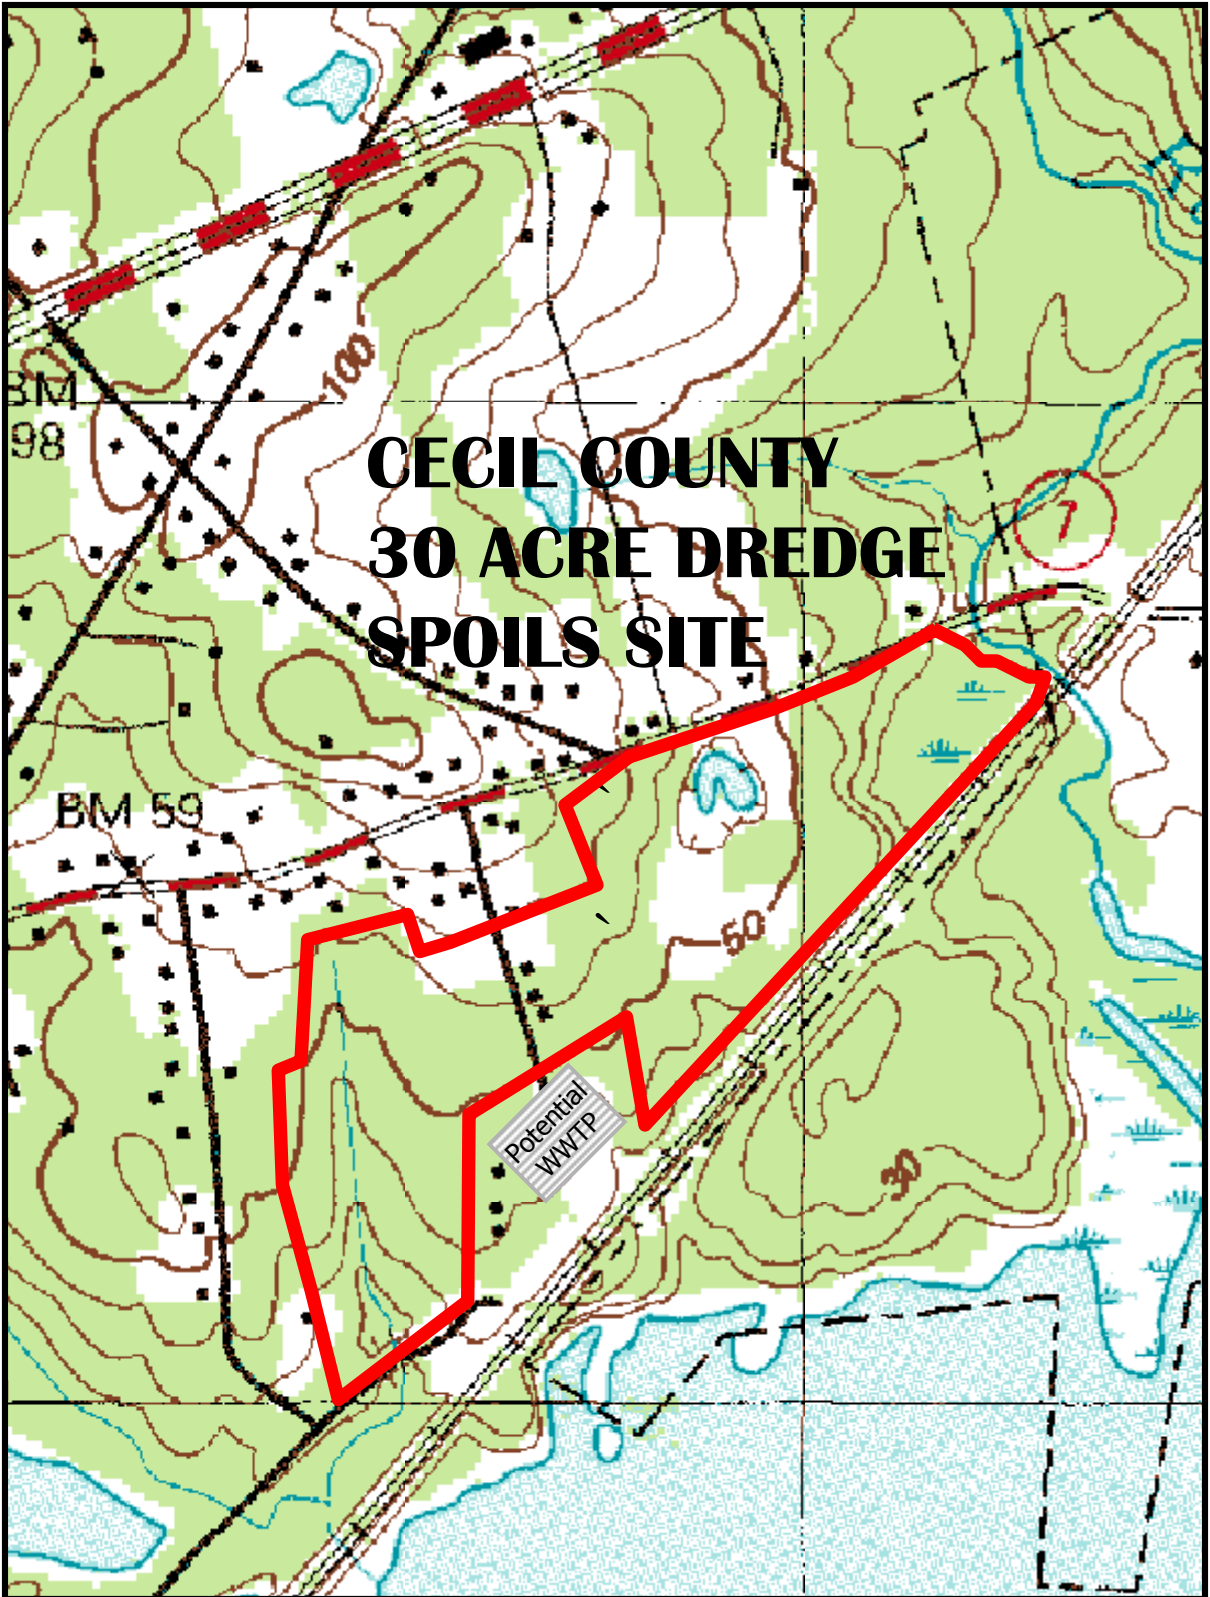 100
BM
98
CECIL COUNTY
30 ACRE DREDGE
SPOILS SITE
7
BM 59
50
Potential
WWTP
30